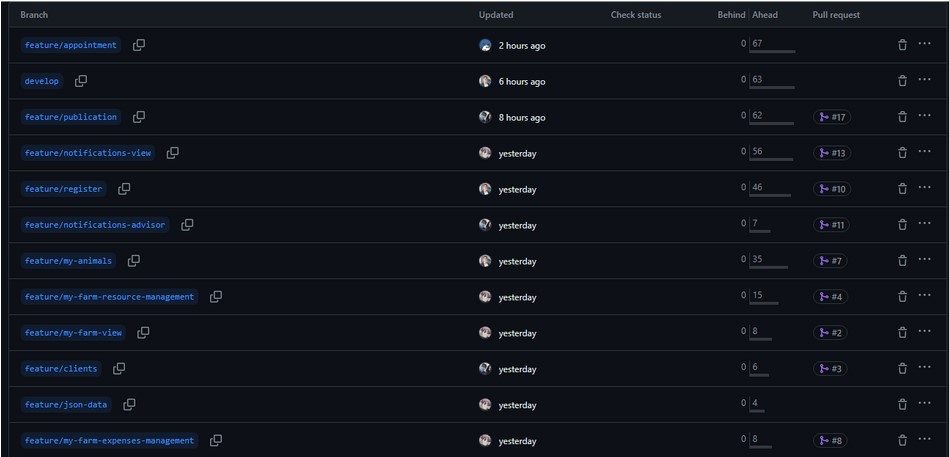 Branch Updated Check status Behind Ahead Pull request
feature/appointment 2 hours ago 0 67
develop 6 hours ago 0 63
feature/publication 8 hours ago 0 62 #17
feature/notifications-view yesterday 0 56 #13
feature/register yesterday 0 46 #10
feature/notifications-advisor yesterday 0 7 #11
feature/my-animals yesterday 0 35 #7
feature/my-farm-resource-management yesterday 0 15 #4
feature/my-farm-view yesterday 0 8 #2
feature/clients yesterday 0 6 #3
feature/json-data yesterday 0 4
feature/my-farm-expenses-management yesterday 0 8 #8